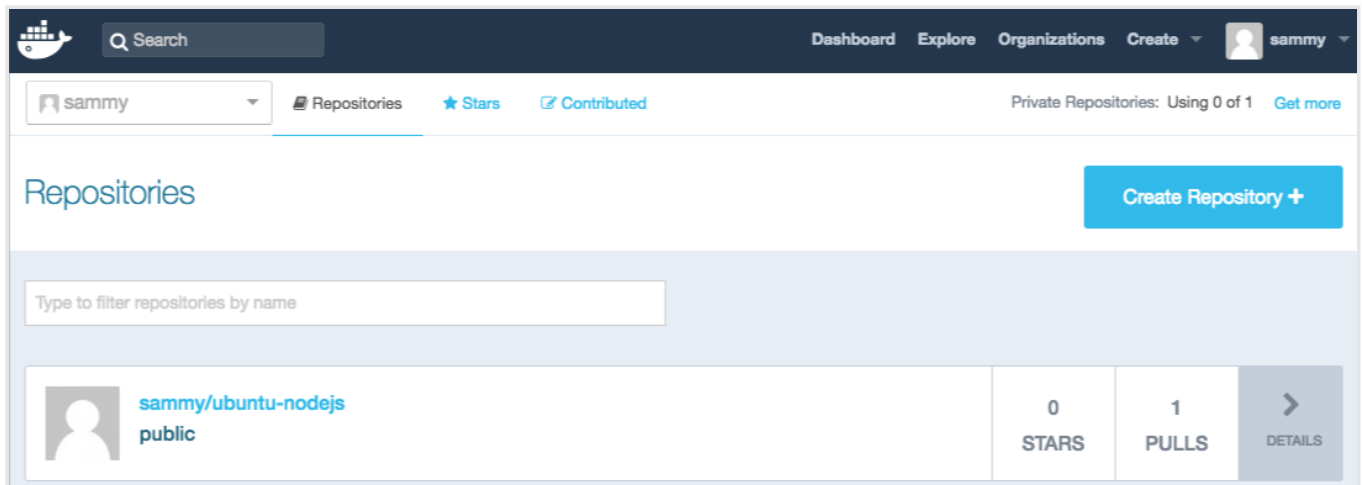 Search Dashboard Explore Organizations Create sammy
sammy Repositories Stars Contributed Private Repositories: Using 0 of 1 Get more
Repositories
Create Repository +
Type to filter repositories by name
sammy/ubuntu-nodejs
public
0
STARS
1
PULLS
DETAILS